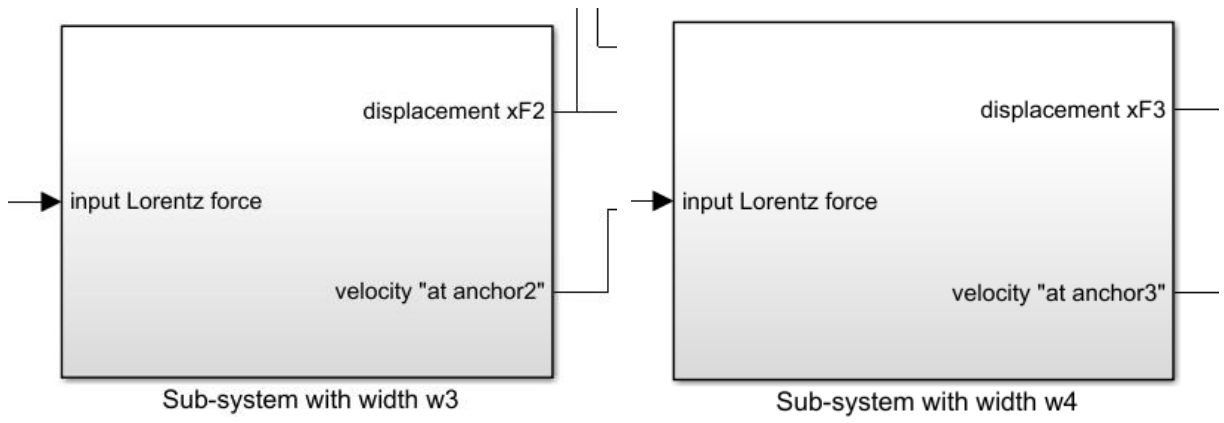 displacement xF2
input Lorentz force
velocity "at anchor2"
Sub-system with width w3
displacement xF3
input Lorentz force
velocity "at anchor3"
Sub-system with width w4